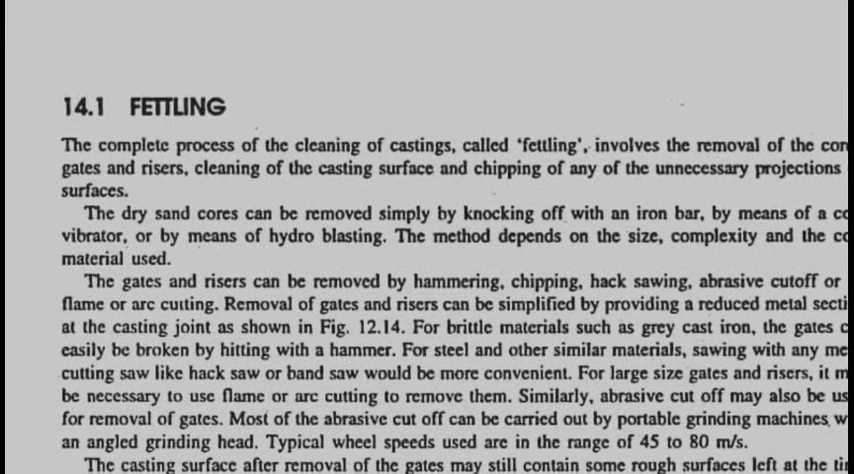 14.1 FETTLING
The complete process of the cleaning of castings, called 'fettling', involves the removal of the
gates and risers, cleaning of the casting surface and chipping of any of the unnecessary projections
surfaces.
The dry sand cores can be removed simply by knocking off with an iron bar, by means of a
vibrator, or by means of hydro blasting. The method depends on the size, complexity and the
material used.
The gates and risers can be removed by hammering, chipping, hack sawing, abrasive cutoff or
flame or arc cutting. Removal of gates and risers can be simplified by providing a reduced metal
at the casting joint as shown in Fig. 12.14. For brittle materials such as grey cast iron, the gates
easily be broken by hitting with a hammer. For steel and other similar materials, sawing with any
cutting saw like hack saw or band saw would be more convenient. For large size gates and risers, it
be necessary to use flame or arc cutting to remove them. Similarly, abrasive cut off may also be
for removal of gates. Most of the abrasive cut off can be carried out by portable grinding machines
an angled grinding head. Typical wheel speeds used are in the range of 45 to 80 m/s.
The casting surface after removal of the gates may still contain some rough surfaces left at the